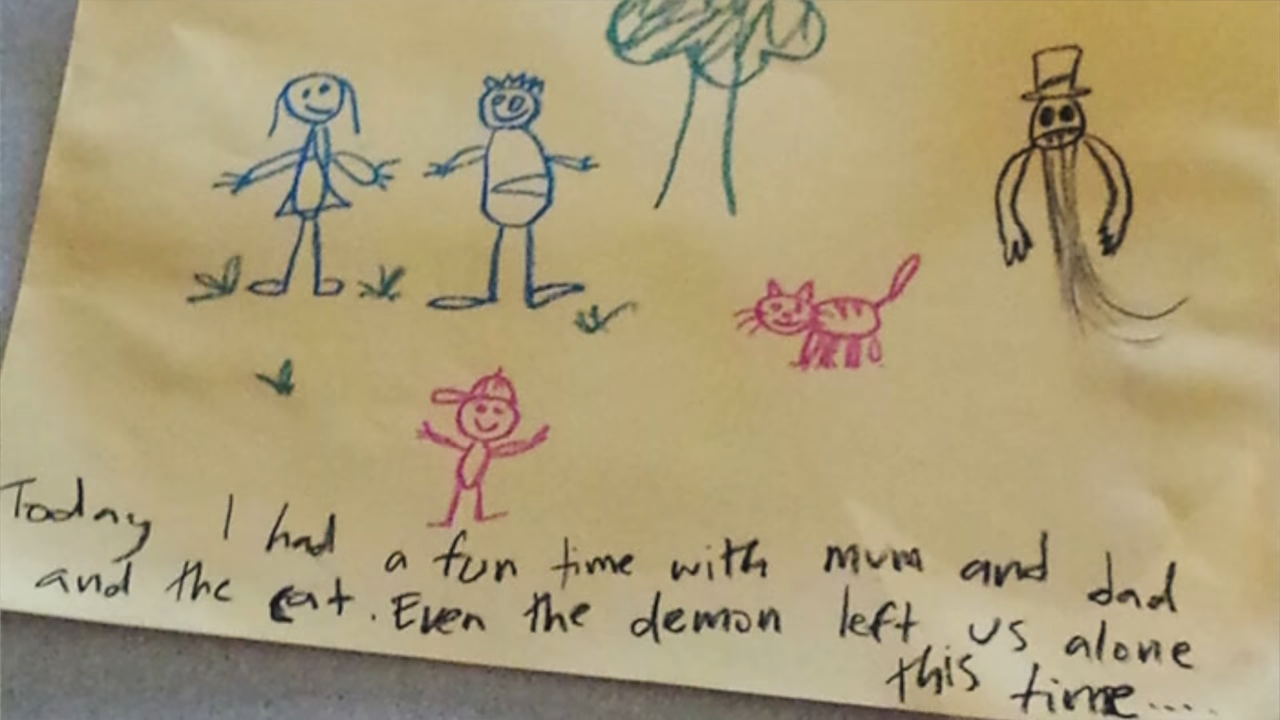 Today I had a fun time with mum and dad
and the cat. Even the demon left us alone
this time....